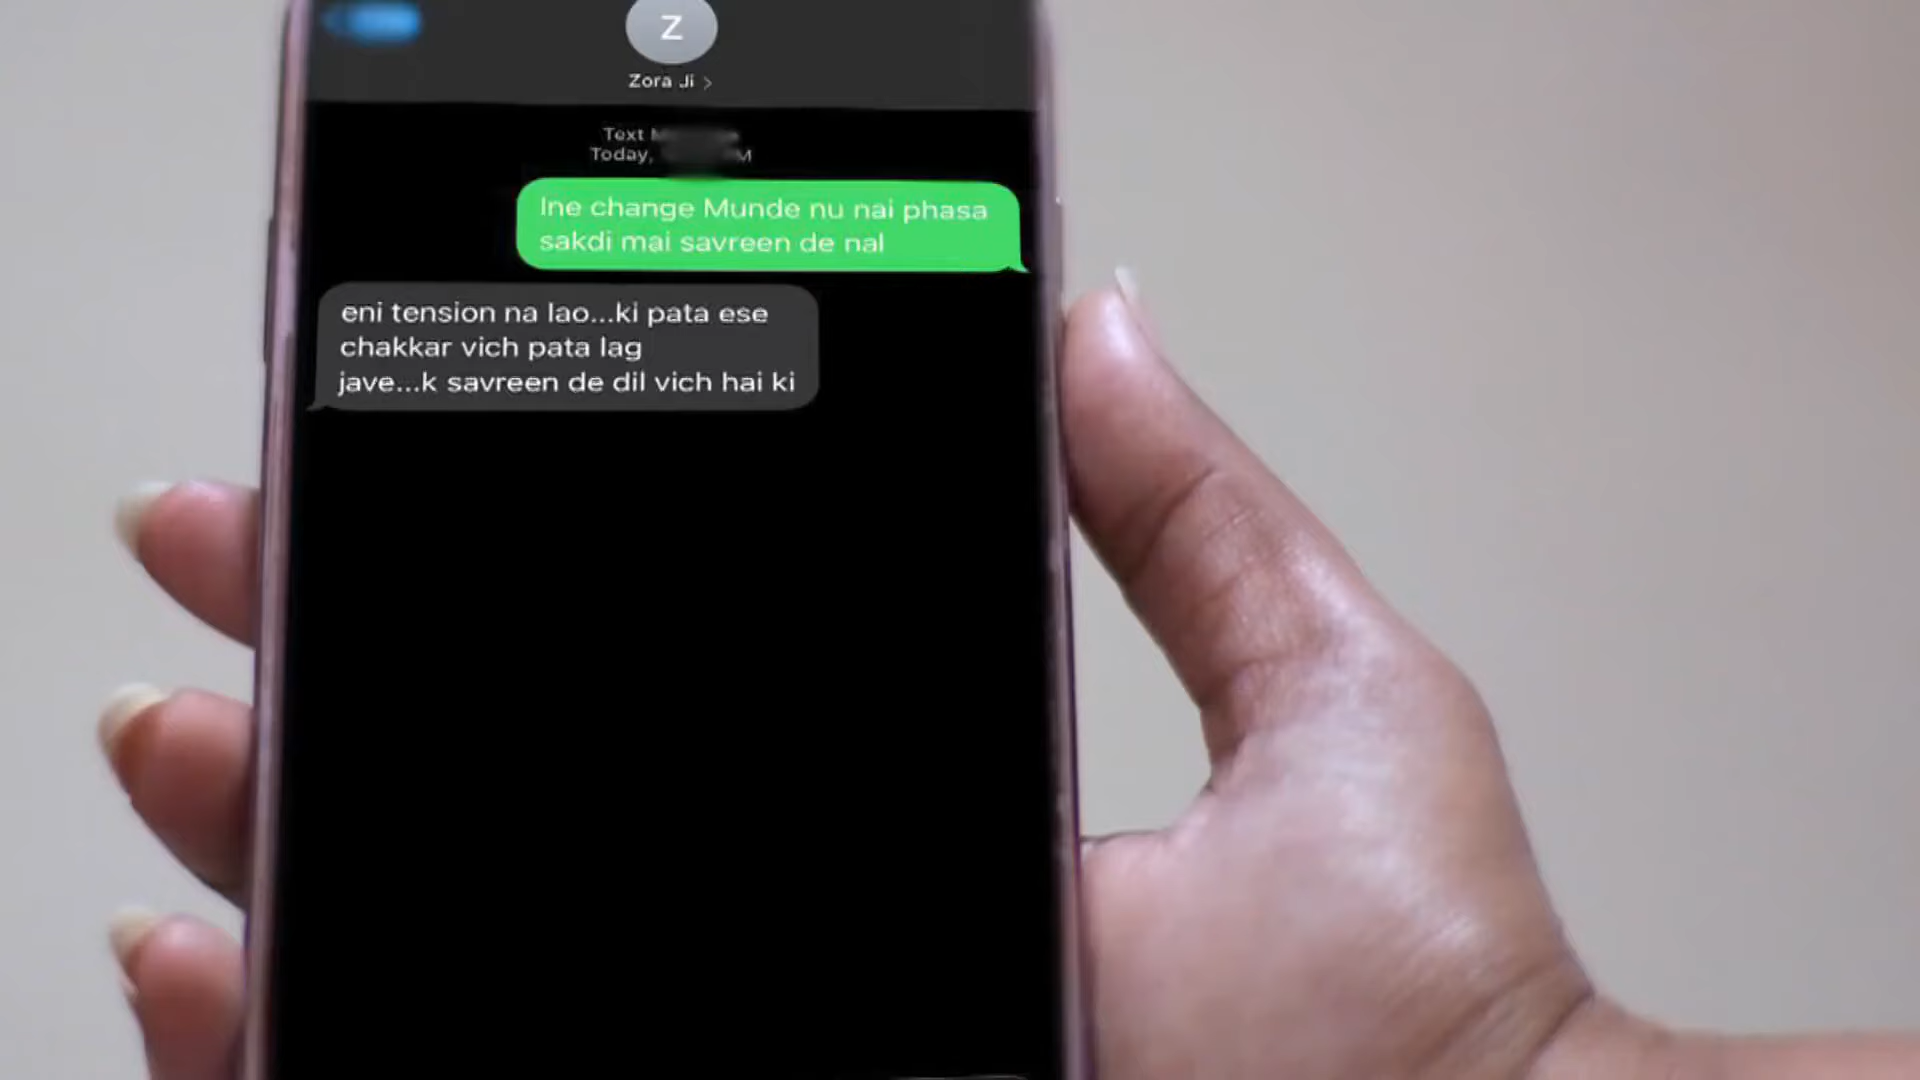 Z
Zora Ji >
Text
Today,
Ine change Munde nu nai phasa
sakdi mai savreen de nal
eni tension na lao...ki pata ese
chakkar vich pata lag
jave...k savreen de dil vich hai ki